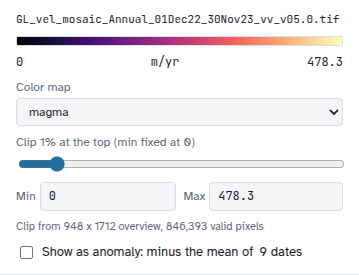 GL_vel_mosaic_Annual_01Dec22_30Nov23_vv_v05.0.tif
0 m/yr 478.3
Color map
magma
Clip 1% at the top (min fixed at 0)
Min 0 Max 478.3
Clip from 948 x 1712 overview, 846,393 valid pixels
Show as anomaly: minus the mean of 9 dates